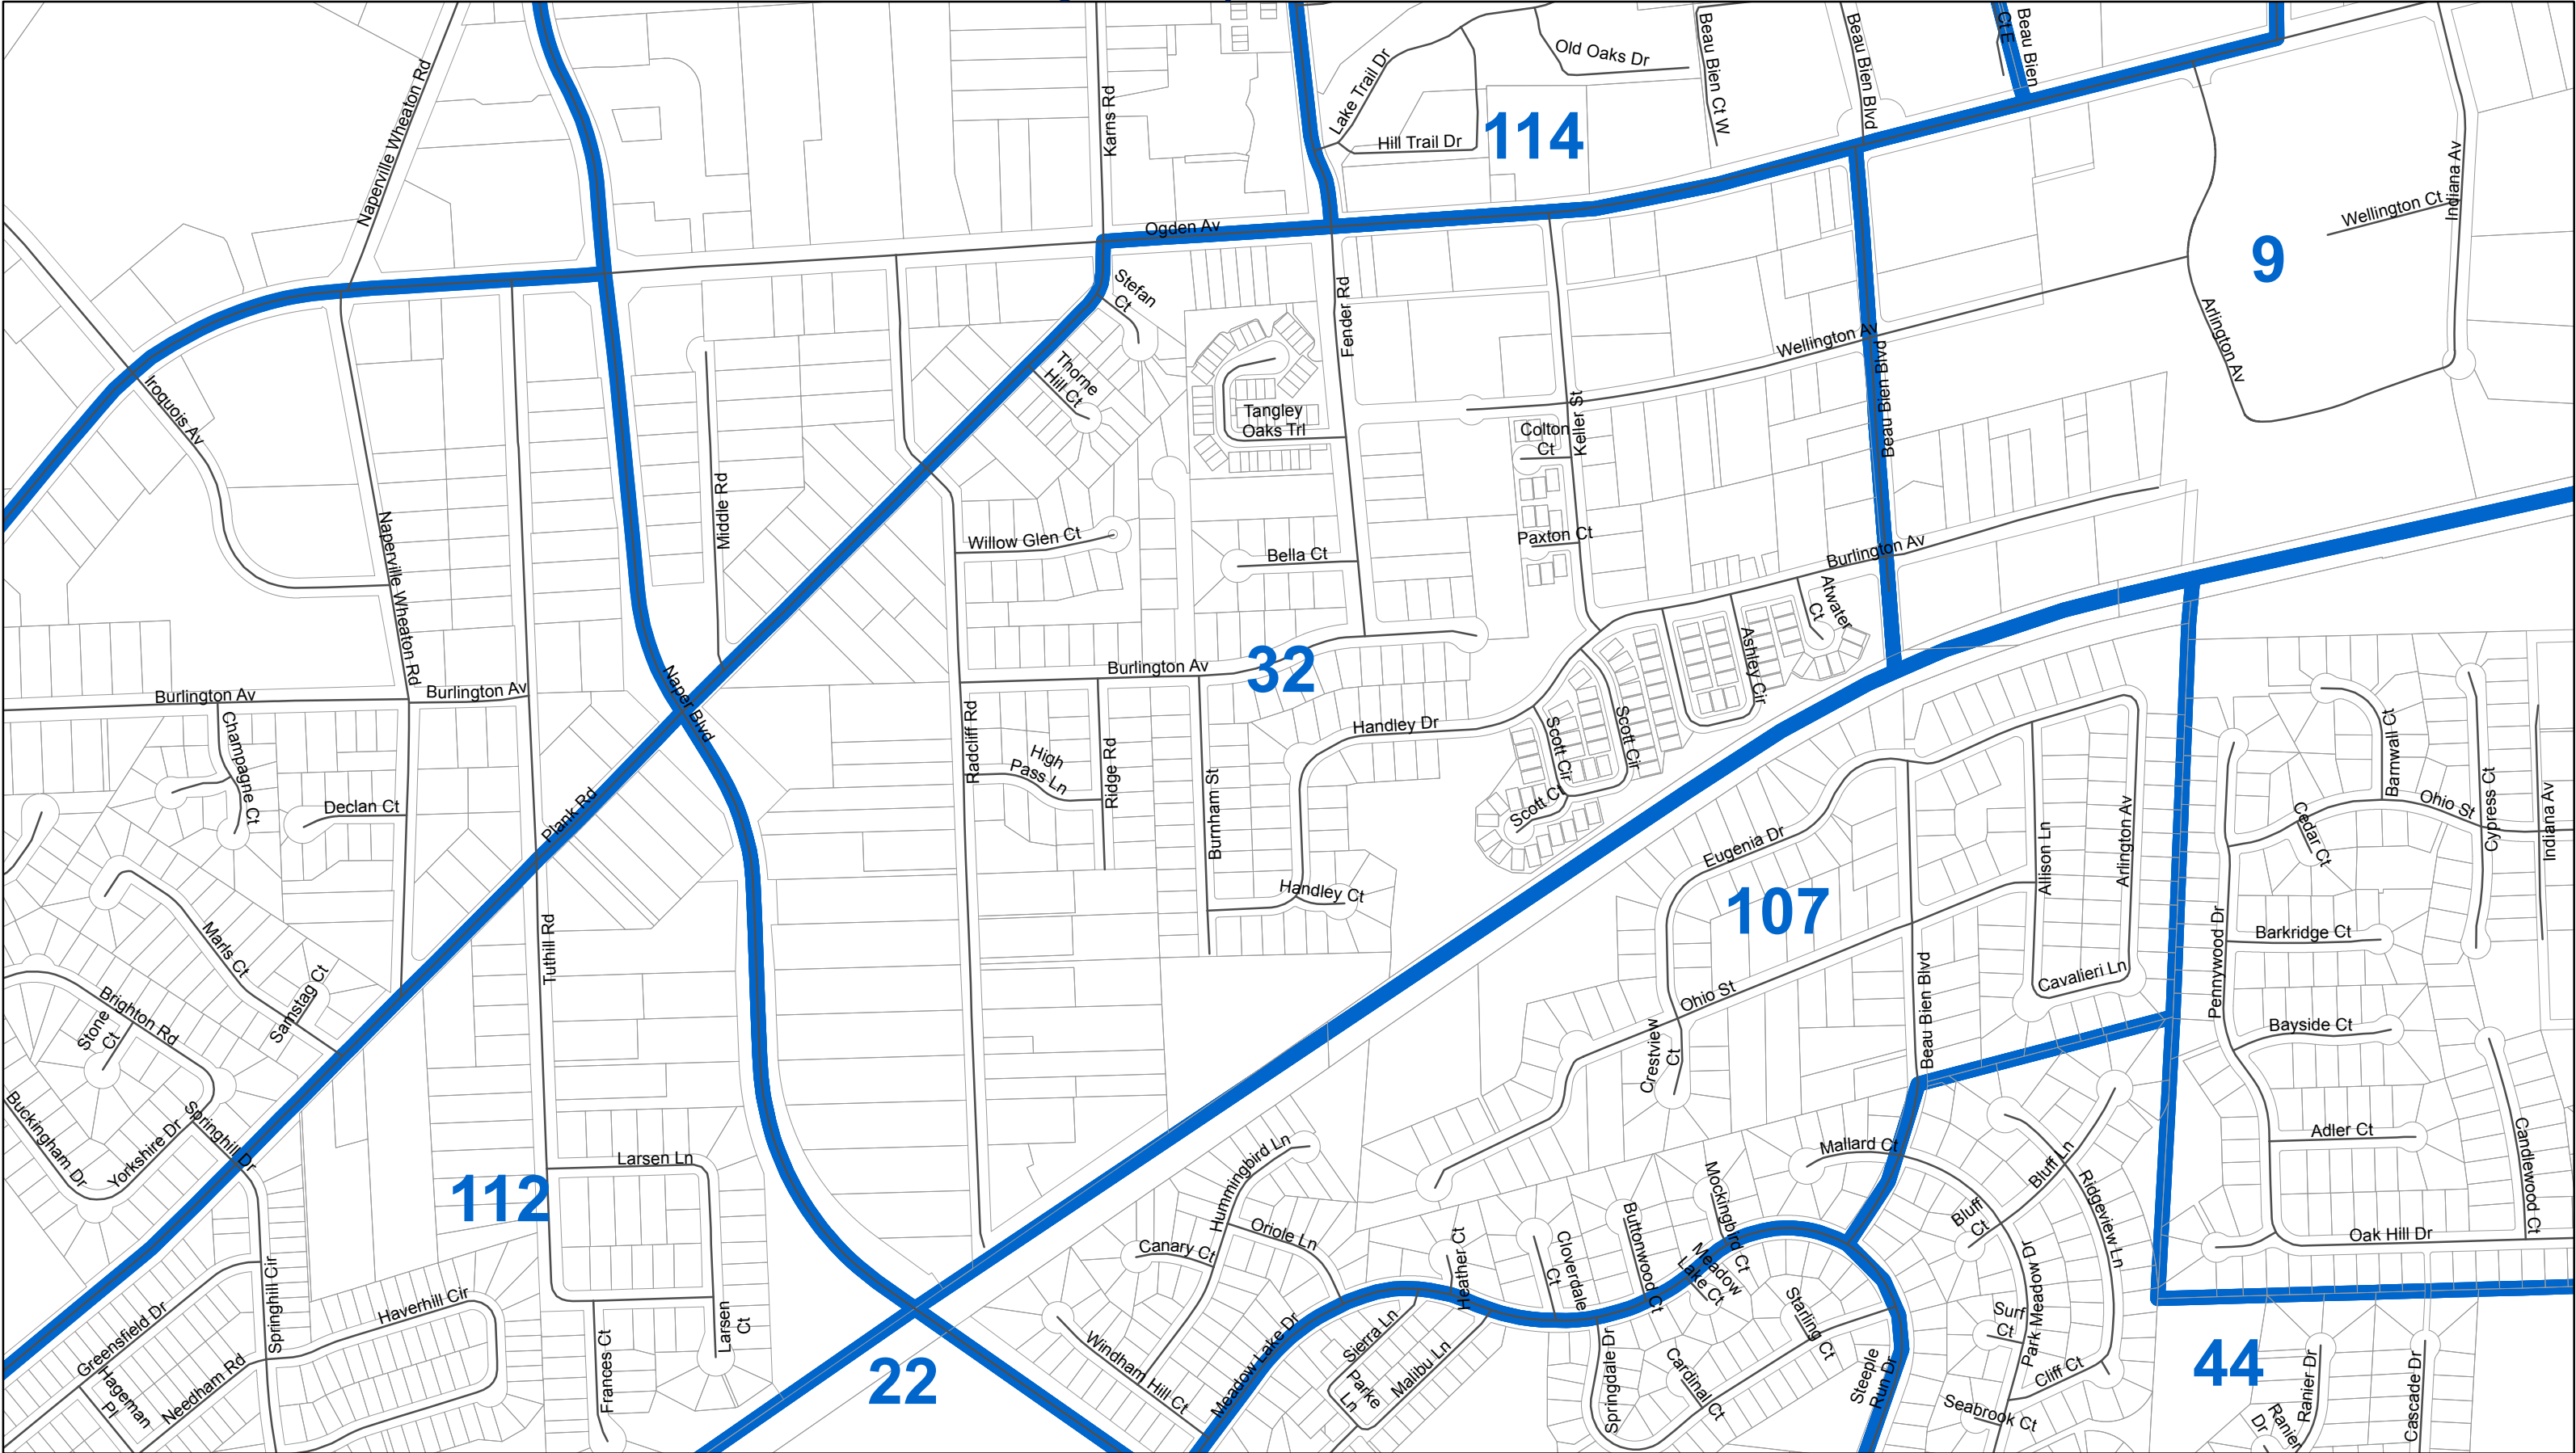 Naperville Wheaton Rd
Karns Rd
Lake Trail Dr
Old Oaks Dr
Hill Trail Dr
114
Beau Bien Ct W
Beau Bien Blvd
Beau Bien
Ct E
Indiana Av
Wellington Ct
9
Ogden Av
Stefan
Ct
Fender Rd
Arlington Av
Wellington Av
Iroquois Av
Thorne
Hill Ct
Tangley
Oaks Trl
Colton
Ct
Keller St
Beau Bien Blvd
Middle Rd
Naperville Wheaton Rd
Willow Glen Ct
Bella Ct
Paxton Ct
Burlington Av
Atwater
Ct
Ashley Cir
Burlington Av
Burlington Av
Naper Blvd
Burlington Av
32
Champagne Ct
Declan Ct
Plank Rd
Radcliff Rd
High
Pass Ln
Ridge Rd
Burnham St
Handley Dr
Scott Cir
Scott Cir
Scott Ct
Handley Ct
Eugenia Dr
107
Allison Ln
Arlington Av
Barnwall Ct
Cedar Ct
Ohio St
Cypress Ct
Indiana Av
Marls Ct
Samstag Ct
Brighton Rd
Stone
Ct
Tuthill Rd
Ohio St
Crestview
Ct
Beau Bien Blvd
Cavalieri Ln
Pennywood Dr
Barkridge Ct
Bayside Ct
Adler Ct
Candlewood Ct
Oak Hill Dr
Buckingham Dr
Yorkshire Dr
Springhill Dr
112
Larsen Ln
Hummingbird Ln
Oriole Ln
Canary Ct
Heather Ct
Cloverdale
Ct
Buttonwood Ct
Mockingbird Ct
Meadow
Lake Ct
Mallard Ct
Bluff Ln
Bluff
Ct
Ridgeview Ln
Park Meadow Dr
Surf
Ct
Cliff Ct
Seabrook Ct
Starling Ct
Cardinal Ct
Springdale Dr
Steeple
Run Dr
Greensfield Dr
Hageman
Pl
Needham Rd
Springhill Cir
Haverhill Cir
Frances Ct
Larsen
Ct
22
Windham Hill Ct
Meadow Lake Dr
Sierra Ln
Parke
Ln
Malibu Ln
44
Ranier
Dr
Ranier Dr
Cascade Dr